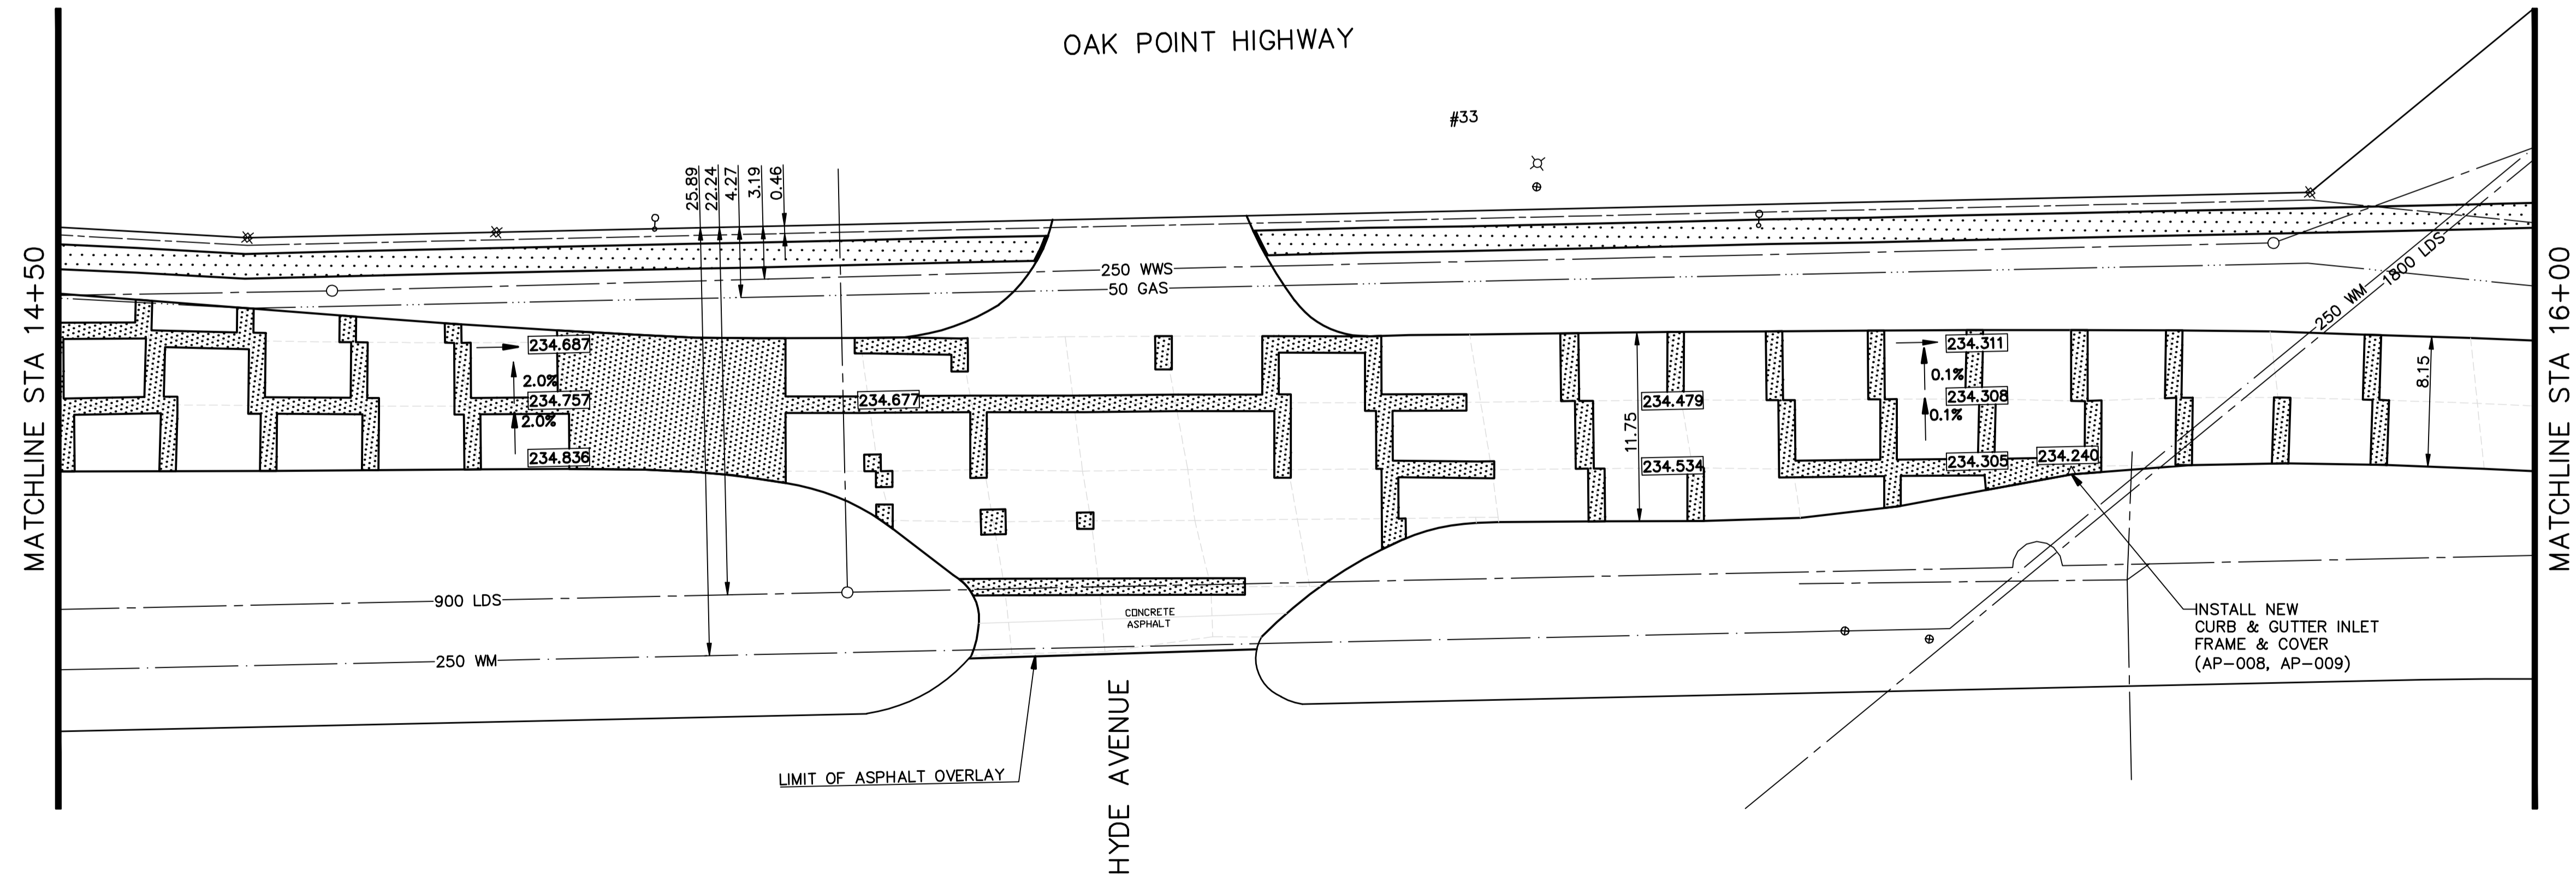 OAK POINT HIGHWAY
#33
25.89
22.24
4.27
3.19
0.46
MATCHLINE STA 14+50
MATCHLINE STA 16+00
250 WWS
50 GAS
1800 LDS
250 WM
234.687
2.0%
234.757
2.0%
234.836
234.677
11.75
234.479
234.534
234.311
0.1%
234.308
0.1%
234.305
234.240
8.15
900 LDS
250 WM
CONCRETE
ASPHALT
INSTALL NEW
CURB & GUTTER INLET
FRAME & COVER
(AP-008, AP-009)
LIMIT OF ASPHALT OVERLAY
HYDE AVENUE